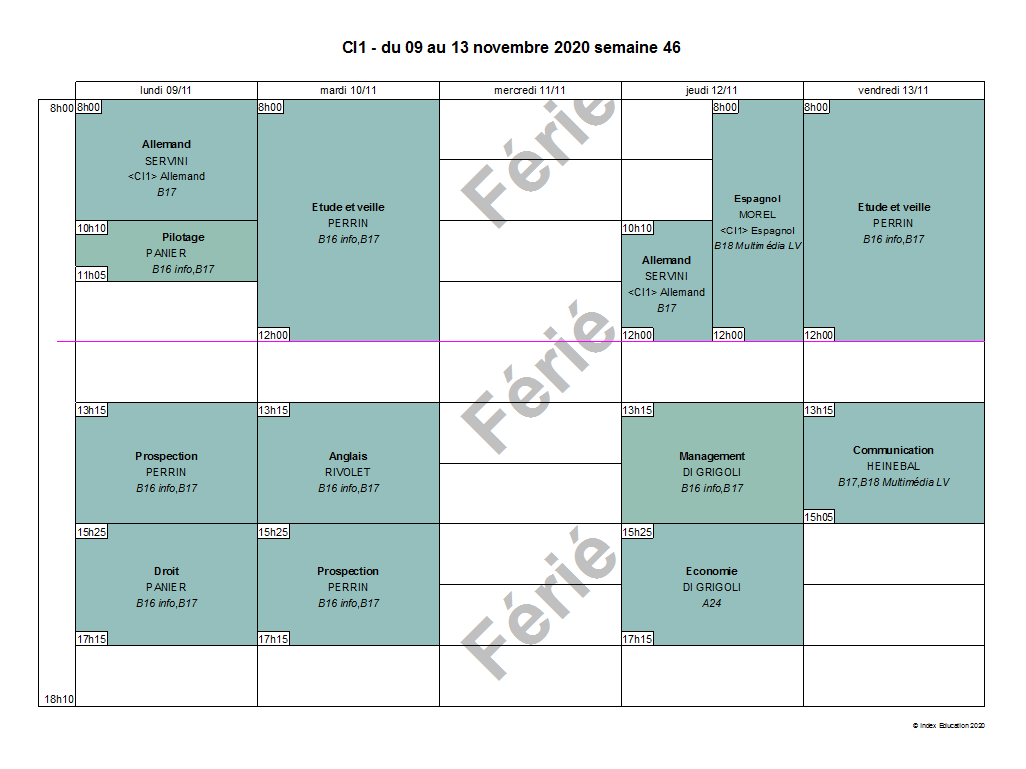 CI1 - du 09 au 13 novembre 2020 semaine 46
lundi 09/11
mardi 10/11
mercredi 11/11
jeudi 12/11
vendredi 13/11
8h00
18h10
8h00
Allemand
SERVINI
<CI1> Allemand
B17
10h10
Pilotage
PANIER
B16 info,B17
11h05
13h15
Prospection
PERRIN
B16 info,B17
15h25
Droit
PANIER
B16 info,B17
17h15
8h00
Etude et veille
PERRIN
B16 info,B17
12h00
13h15
Anglais
RIVOLET
B16 info,B17
15h25
Prospection
PERRIN
B16 info,B17
17h15
Férié
Férié
Férié
10h10
Allemand
SERVINI
<CI1> Allemand
B17
12h00
8h00
Espagnol
MOREL
<CI1> Espagnol
B18 Multimédia LV
12h00
13h15
Management
DI GRIGOLI
B16 info,B17
15h25
Economie
DI GRIGOLI
A24
17h15
8h00
Etude et veille
PERRIN
B16 info,B17
12h00
13h15
Communication
HEINEBAL
B17,B18 Multimédia LV
15h05
© Index Education 2020